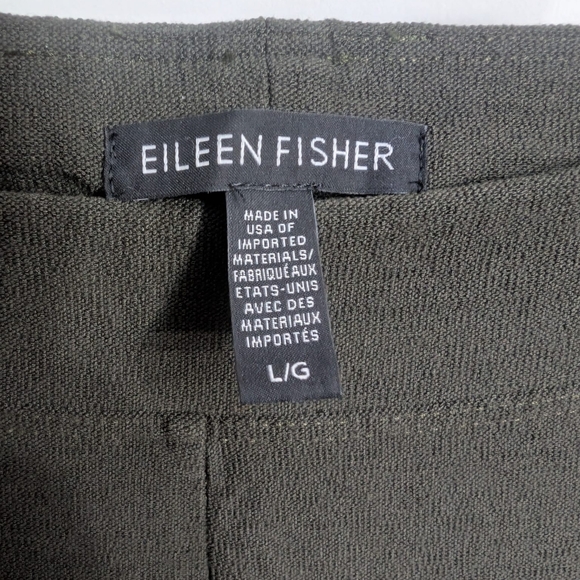 EILEEN FISHER
MADE IN
USA OF
IMPORTED
MATERIALS/
FABRIQUÉ AUX
ETATS-UNIS
AVEC DES
MATERIAUX
IMPORTÉS
L/G